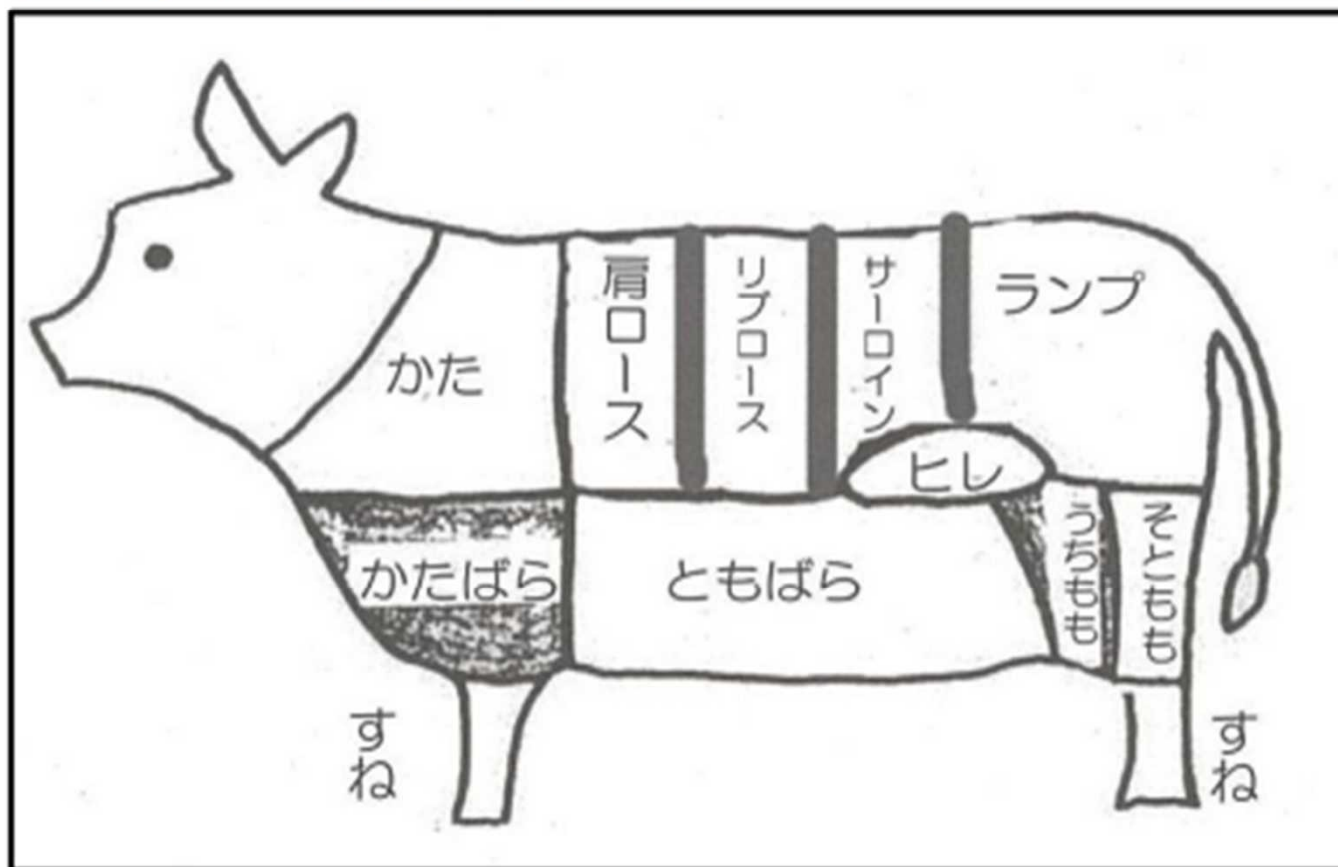 かた
肩ロース
リブロース
サーロイン
ランプ
ヒレ
かたばら
ともばら
うちもも
そともも
すね
すね